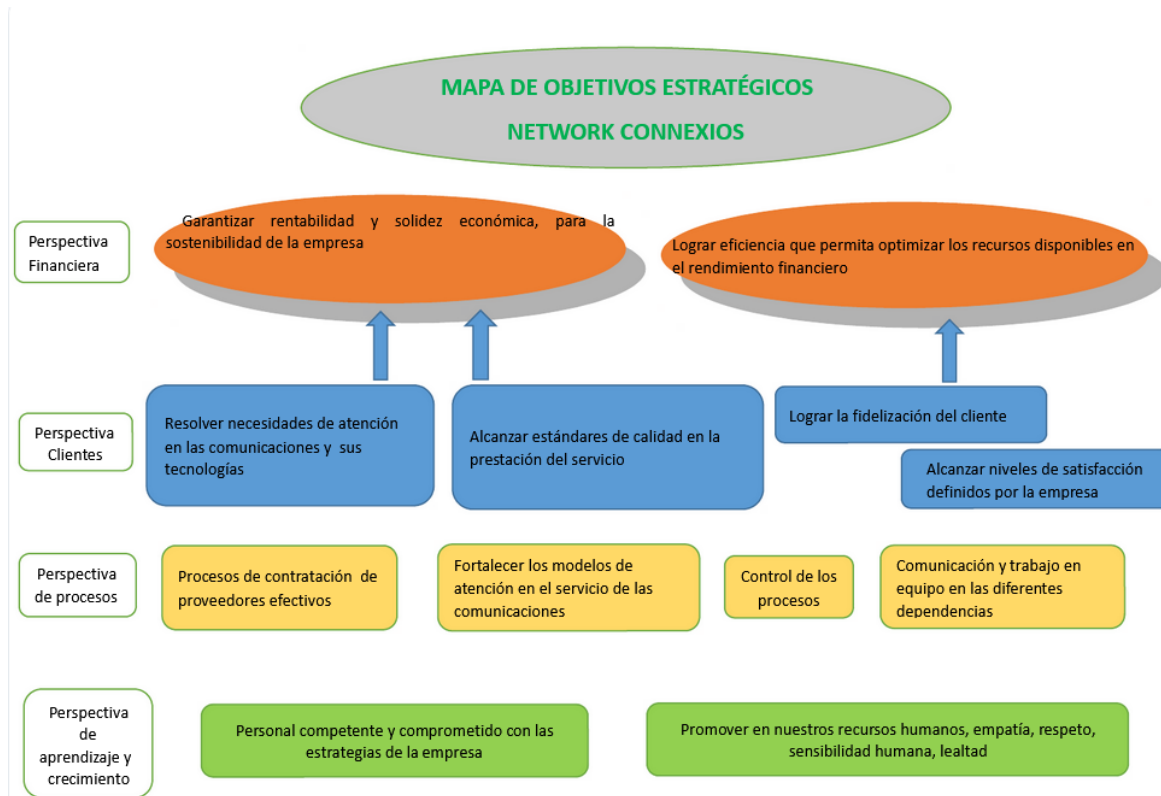 MAPA DE OBJETIVOS ESTRATÉGICOS
NETWORK CONNEXIOS
Perspectiva
Financiera
Garantizar rentabilidad y solidez económica, para la
sostenibilidad de la empresa
Lograr eficiencia que permita optimizar los recursos disponibles en
el rendimiento financiero
Perspectiva
Clientes
Resolver necesidades de atención
en las comunicaciones y sus
tecnologías
Alcanzar estándares de calidad en la
prestación del servicio
Lograr la fidelización del cliente
Alcanzar niveles de satisfacción
definidos por la empresa
Perspectiva
de procesos
Procesos de contratación de
proveedores efectivos
Fortalecer los modelos de
atención en el servicio de las
comunicaciones
Control de los
procesos
Comunicación y trabajo en
equipo en las diferentes
dependencias
Perspectiva
de
aprendizaje y
crecimiento
Personal competente y comprometido con las
estrategias de la empresa
Promover en nuestros recursos humanos, empatía, respeto,
sensibilidad humana, lealtad